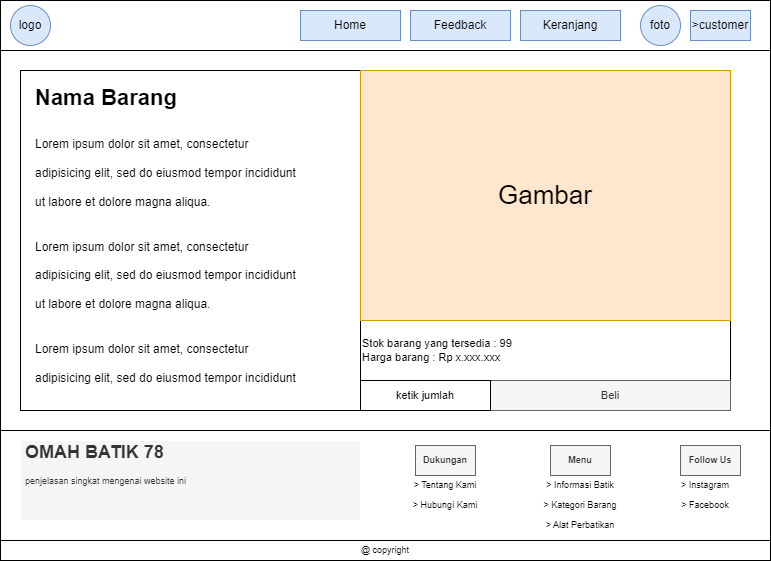 logo
Home
Feedback
Keranjang
foto
>customer
Nama Barang
Lorem ipsum dolor sit amet, consectetur
adipisicing elit, sed do eiusmod tempor incididunt
ut labore et dolore magna aliqua.
Lorem ipsum dolor sit amet, consectetur
adipisicing elit, sed do eiusmod tempor incididunt
ut labore et dolore magna aliqua.
Lorem ipsum dolor sit amet, consectetur
adipisicing elit, sed do eiusmod tempor incididunt
Gambar
Stok barang yang tersedia : 99
Harga barang : Rp x.xxx.xxx
ketik jumlah
Beli
OMAH BATIK 78
penjelasan singkat mengenai website ini
Dukungan
> Tentang Kami
> Hubungi Kami
Menu
> Informasi Batik
> Kategori Barang
> Alat Perbatikan
Follow Us
> Instagram
> Facebook
@ copyright